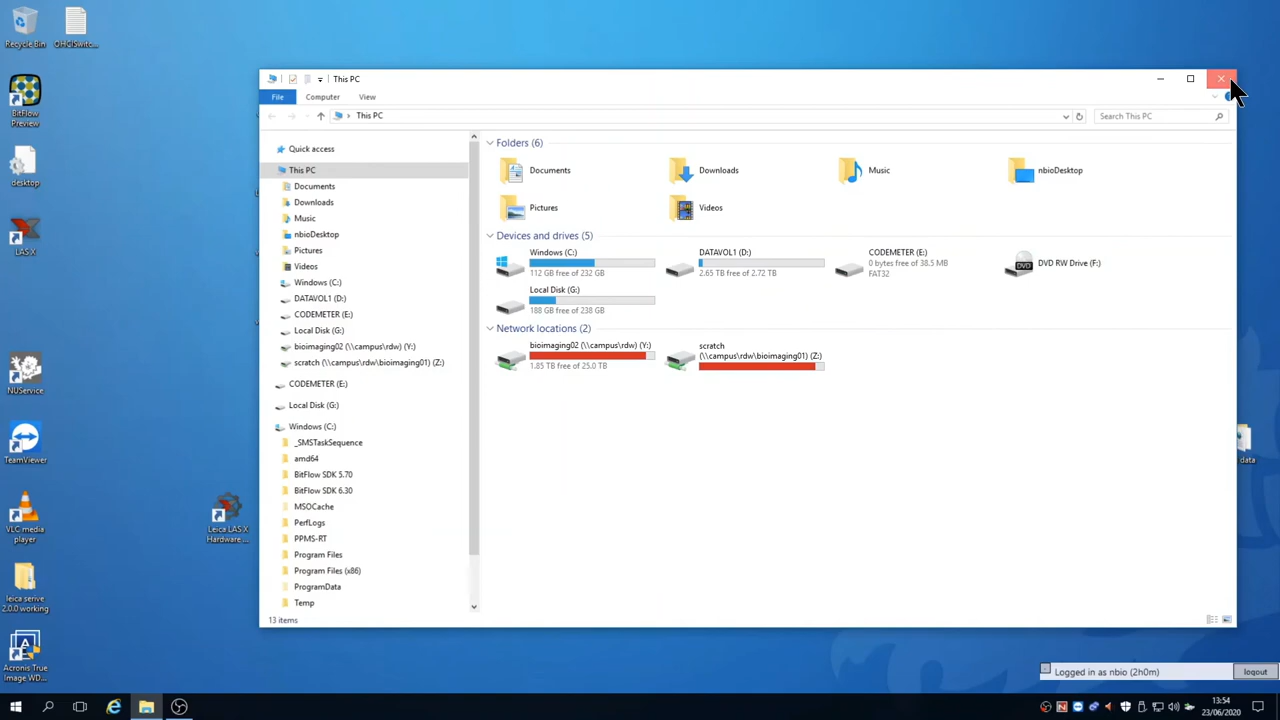 Recycle Bin
OHCISwitc...
BitFlow
Preview
desktop
LAS X
NUService
TeamViewer
VLC media
player
leica serive
2.0.0 working
Acronis True
Image WD...
Leica LAS X
Hardware ...
data
This PC
File
Computer
View
This PC
Search This PC
Quick access
This PC
Documents
Downloads
Music
nbioDesktop
Pictures
Videos
Windows (C:)
DATAVOL1 (D:)
CODEMETER (E:)
Local Disk (G:)
bioimaging02 (\\campus\rdw) (Y:)
scratch (\\campus\rdw\bioimaging01) (Z:)
CODEMETER (E:)
Local Disk (G:)
Windows (C:)
_SMSTaskSequence
amd64
BitFlow SDK 5.70
BitFlow SDK 6.30
MSOCache
PerfLogs
PPMS-RT
Program Files
Program Files (x86)
ProgramData
Temp
Folders (6)
Documents
Downloads
Music
nbioDesktop
Pictures
Videos
Devices and drives (5)
Windows (C:)
112 GB free of 232 GB
DATAVOL1 (D:)
2.65 TB free of 2.72 TB
CODEMETER (E:)
0 bytes free of 38.5 MB
FAT32
DVD
DVD RW Drive (F:)
Local Disk (G:)
188 GB free of 238 GB
Network locations (2)
bioimaging02 (\\campus\rdw) (Y:)
1.85 TB free of 25.0 TB
scratch
(\\campus\rdw\bioimaging01) (Z:)
13 items
Logged in as nbio (2h0m)
logout
13:54
23/06/2020